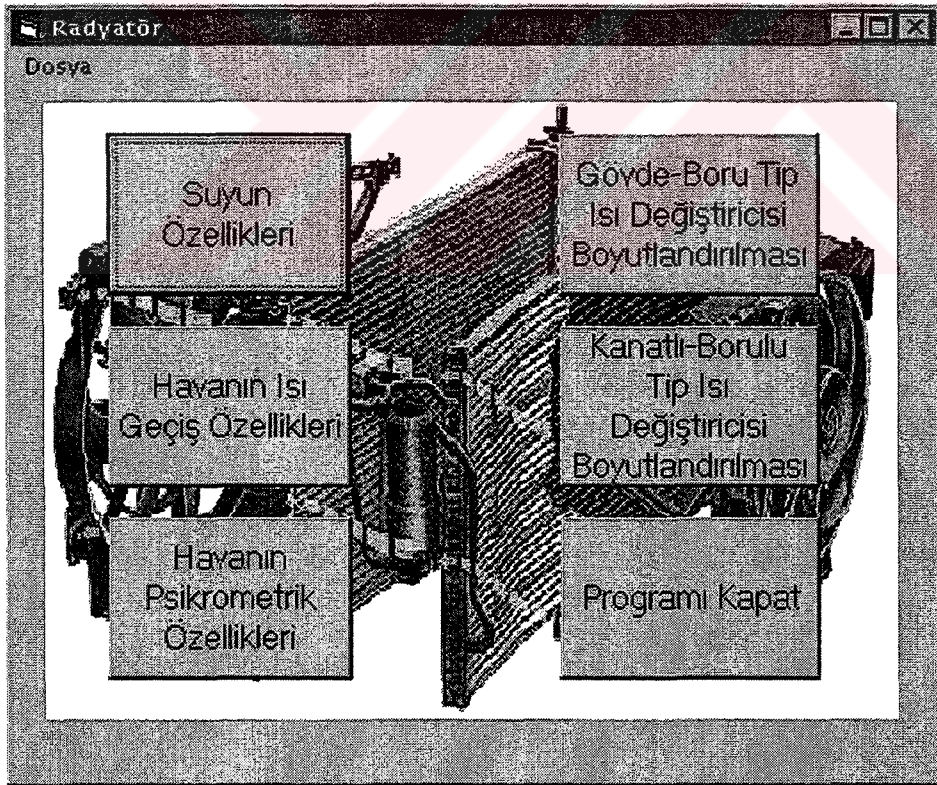 Radyatör
Dosya
Suyun
Özellikleri
Havanın Isı
Geçiş Özellikleri
Havanın
Psikrometrik
Özellikleri
Gövde-Boru Tip
Isı Değiştiricisi
Boyutlandırılması
Kanatlı-Borulu
Tip Isı
Değiştiricisi
Boyutlandırılması
Programı Kapat